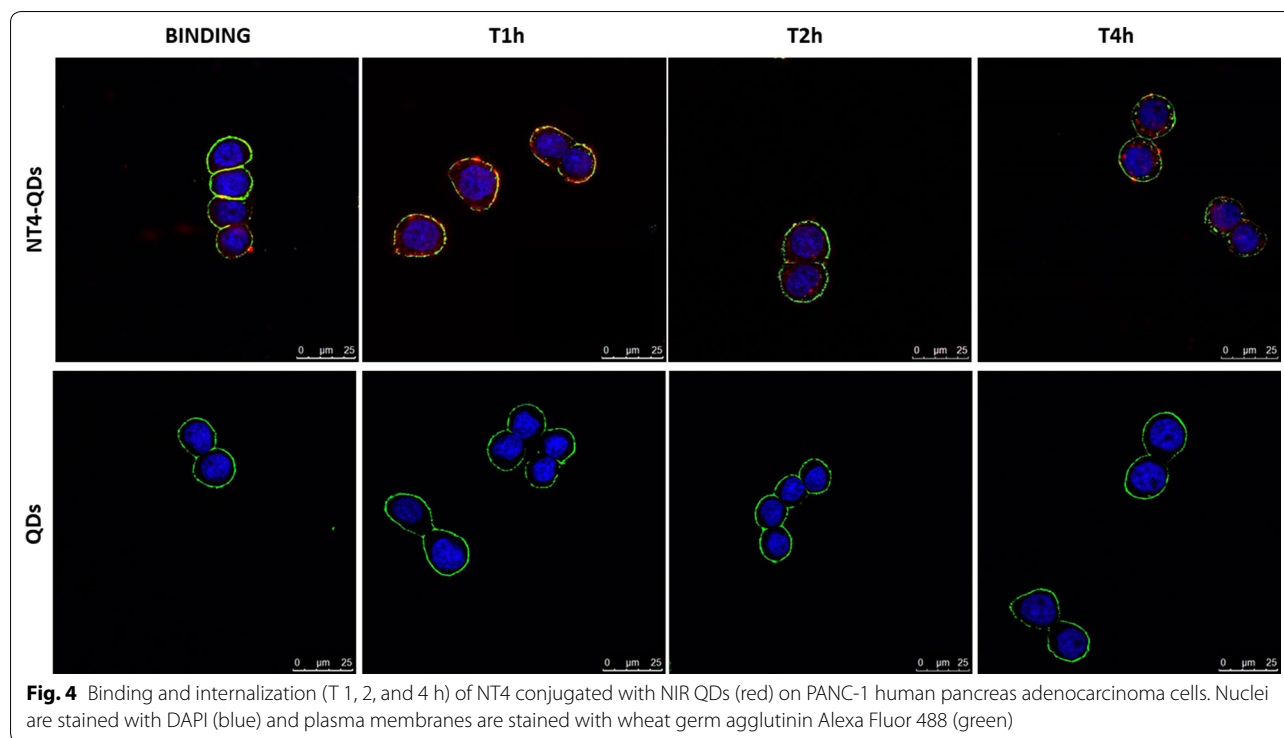 BINDING T1h T2h T4h
NT4-QDs
0 µm 25 0 µm 25 0 µm 25 0 µm 25
QDs
0 µm 25 0 µm 25 0 µm 25 0 µm 25
Fig. 4 Binding and internalization (T 1, 2, and 4 h) of NT4 conjugated with NIR QDs (red) on PANC-1 human pancreas adenocarcinoma cells. Nuclei
are stained with DAPI (blue) and plasma membranes are stained with wheat germ agglutinin Alexa Fluor 488 (green)